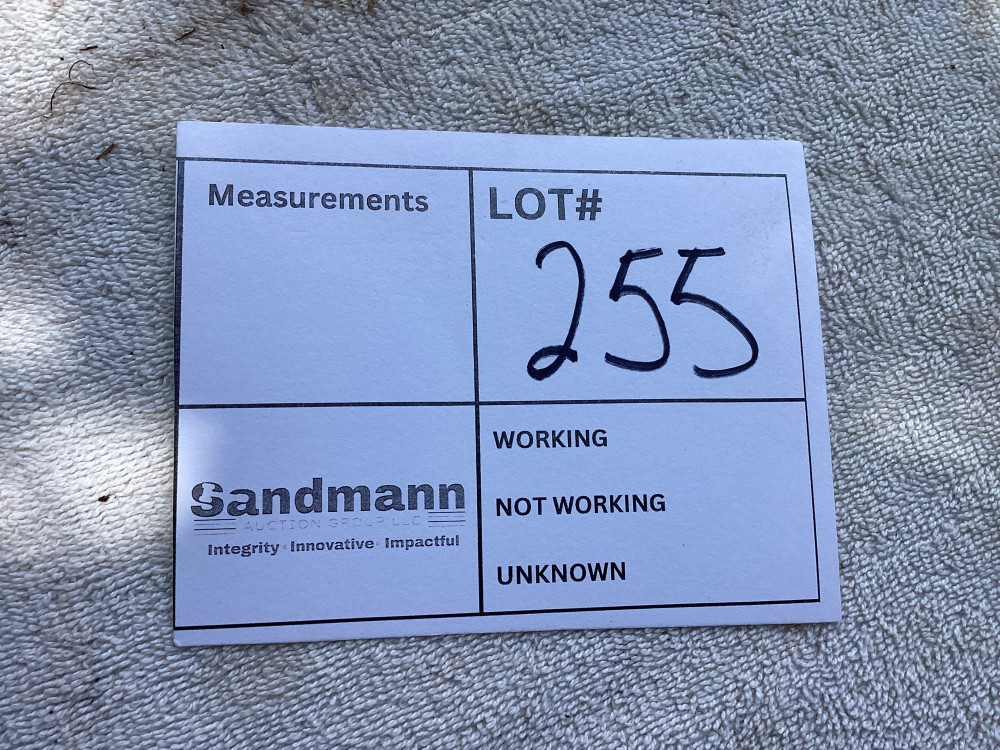 Measurements
LOT#
255
Sandmann
AUCTION GROUP LLC
Integrity Innovative Impactful
WORKING
NOT WORKING
UNKNOWN